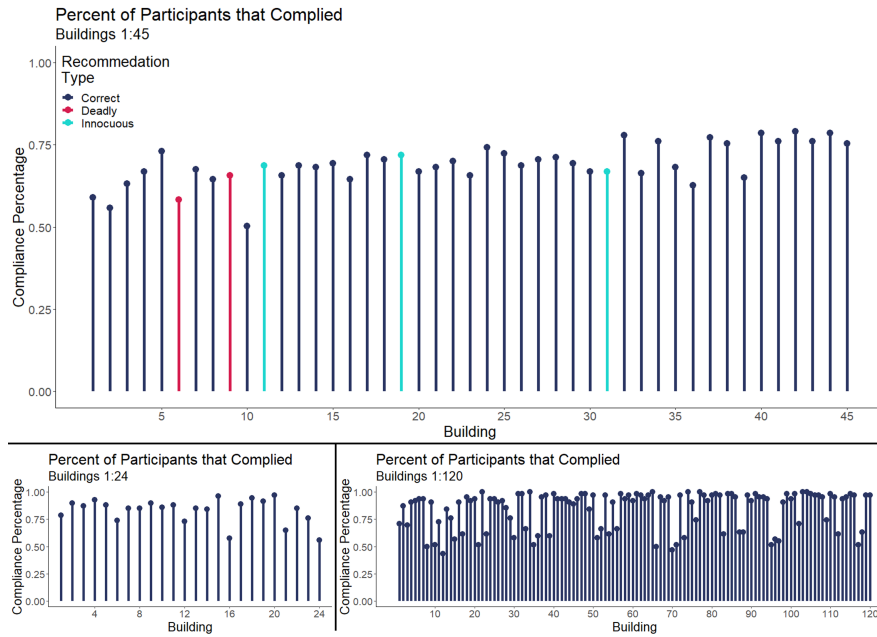 Percent of Participants that Complied
Buildings 1:45
1.00
0.75
0.50
0.25
0.00
Compliance Percentage
Recommedation
Type
Correct
Deadly
Innocuous
5 10 15 20 25 30 35 40 45
Building
Percent of Participants that Complied
Buildings 1:24
1.00
0.75
0.50
0.25
0.00
Compliance Percentage
4 8 12 16 20 24
Building
Percent of Participants that Complied
Buildings 1:120
1.00
0.75
0.50
0.25
0.00
Compliance Percentage
10 20 30 40 50 60 70 80 90 100 110 120
Building